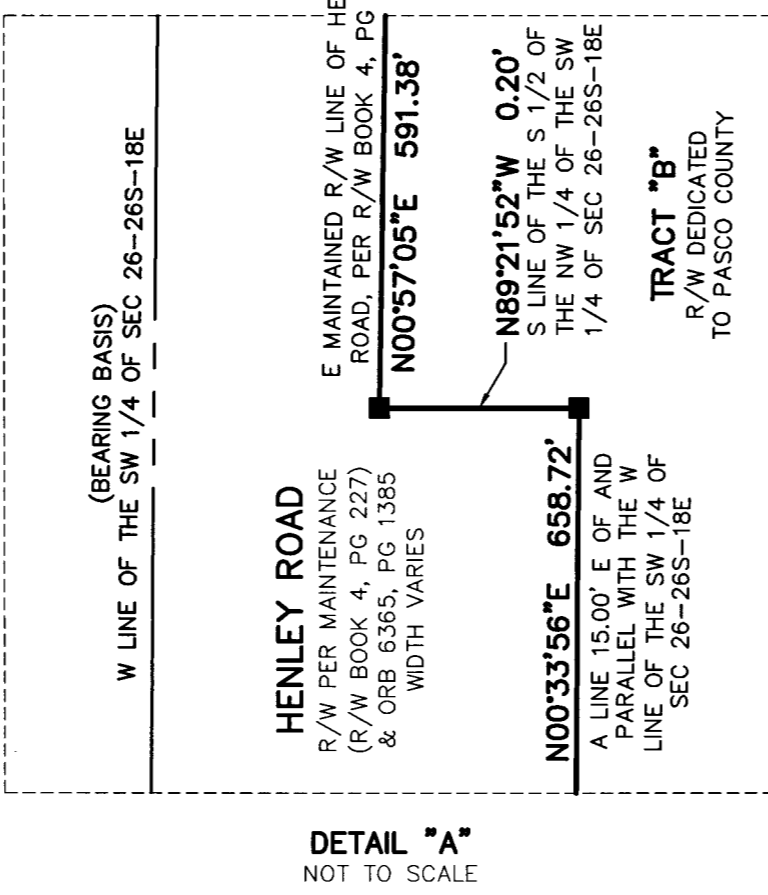 (BEARING BASIS)
W LINE OF THE SW 1/4 OF SEC 26-26S-18E
HENLEY ROAD
R/W PER MAINTENANCE
(R/W BOOK 4, PG 227)
& ORB 6365, PG 1385
WIDTH VARIES
E MAINTAINED R/W LINE OF HE
ROAD, PER R/W BOOK 4, PG
N00°57'05"E 591.38'
N89°21'52"W 0.20'
S LINE OF THE S 1/2 OF
THE NW 1/4 OF THE SW
1/4 OF SEC 26-26S-18E
N00°33'56"E 658.72'
A LINE 15.00' E OF AND
PARALLEL WITH THE W
LINE OF THE SW 1/4 OF
SEC 26-26S-18E
TRACT "B"
R/W DEDICATED
TO PASCO COUNTY
DETAIL "A"
NOT TO SCALE